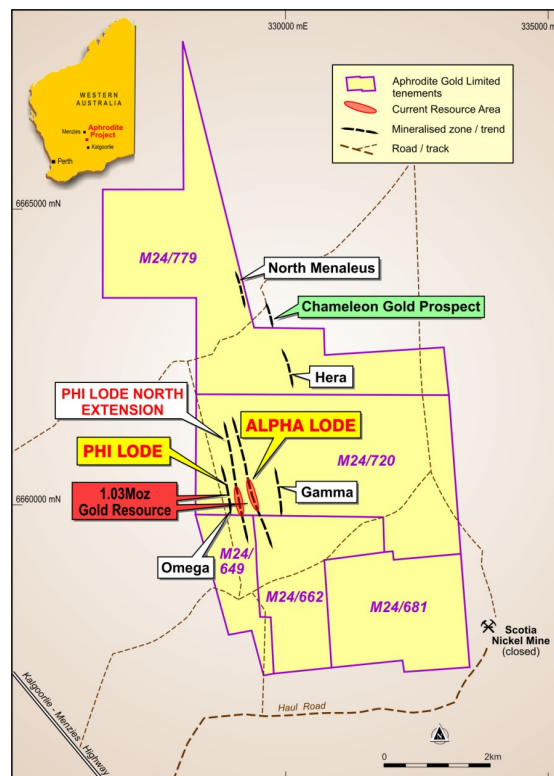 330000 mE
335000 mE
WESTERN
AUSTRALIA
Menzies
Aphrodite
Project
Kalgoorlie
Perth
Aphrodite Gold Limited
tenements
Current Resource Area
Mineralised zone / trend
Road / track
6665000 mN
M24/779
North Menaleus
Chameleon Gold Prospect
Hera
PHI LODE NORTH
EXTENSION
ALPHA LODE
PHI LODE
M24/720
1.03Moz
Gold Resource
Gamma
6660000 mN
Omega
M24/
649
M24/662
M24/681
Scotia
Nickel Mine
(closed)
Haul Road
Kalgoorlie - Menzies
Highway
0
2km
330000 mE